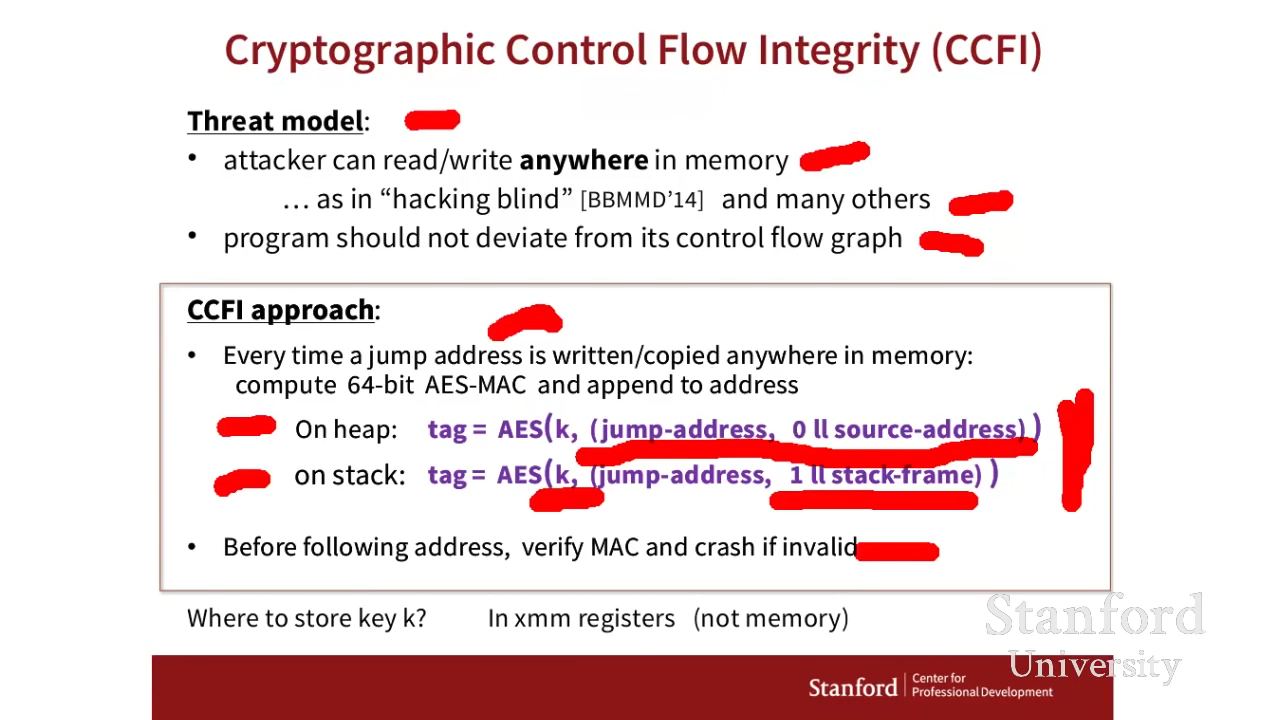 Cryptographic Control Flow Integrity (CCFI)
Threat model:
• attacker can read/write anywhere in memory
… as in “hacking blind” [BBMMD’14] and many others
• program should not deviate from its control flow graph
CCFI approach:
• Every time a jump address is written/copied anywhere in memory:
compute 64-bit AES-MAC and append to address
On heap: tag = AES(k, (jump-address, 0 ll source-address))
on stack: tag = AES(k, (jump-address, 1 ll stack-frame) )
• Before following address, verify MAC and crash if invalid
Where to store key k? In xmm registers (not memory)
Stanford
University
Stanford | Center for
Professional Development